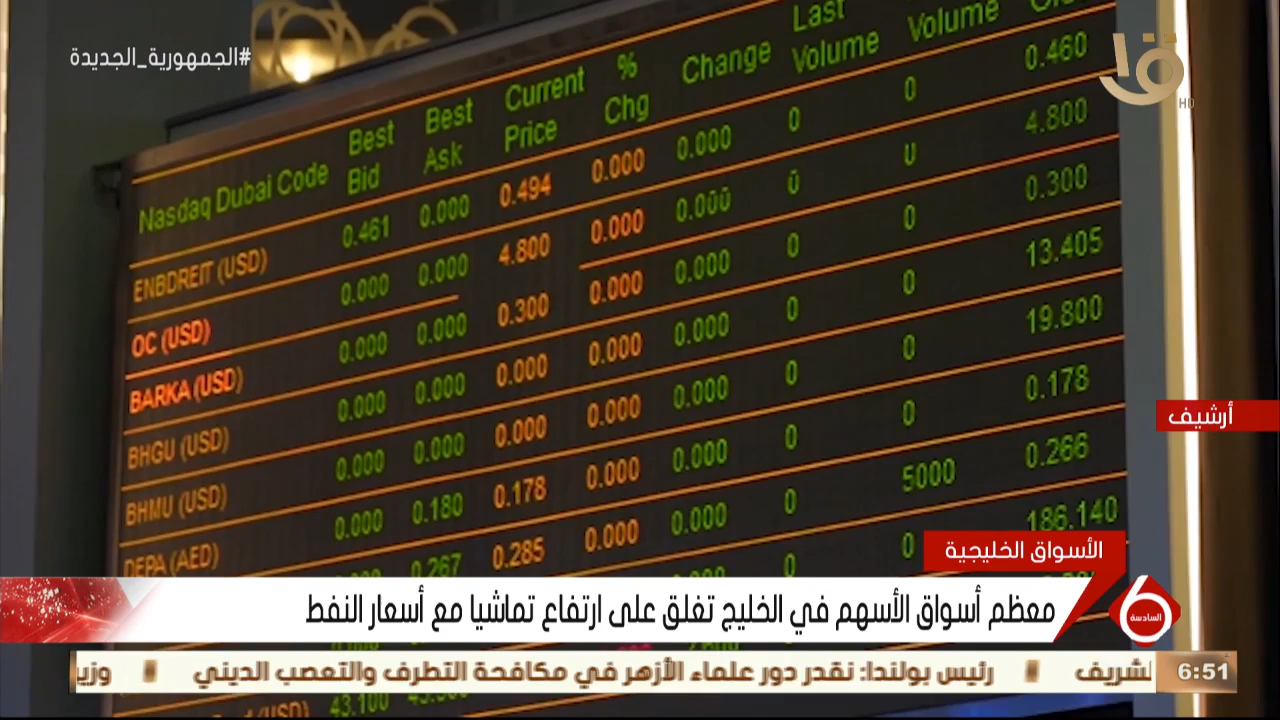 #الجمهورية_الجديدة
HD
Nasdaq Dubai Code Best Bid Best Ask Current Price % Chg Change Last Volume Volume
ENBDREIT (USD) 0.461 0.000 0.494 0.000 0.000 0 0 0.460
OC (USD) 0.000 0.000 4.800 0.000 0.000 0 0 4.800
BARKA (USD) 0.000 0.000 0.300 0.000 0.000 0 0 0.300
BHGU (USD) 0.000 0.000 0.000 0.000 0.000 0 0 13.405
BHMU (USD) 0.000 0.000 0.000 0.000 0.000 0 0 19.800
DEPA (AED) 0.000 0.180 0.178 0.000 0.000 0 0 0.178
0.267 0.285 0.000 0.000 0 5000 0.266
0 0 186.140
43.100
أرشيف
الأسواق الخليجية
معظم أسواق الأسهم في الخليج تغلق على ارتفاع تماشيا مع أسعار النفط
السادسة
6:51
لشريف رئيس بولندا: نقدر دور علماء الأزهر في مكافحة التطرف والتعصب الديني وزير